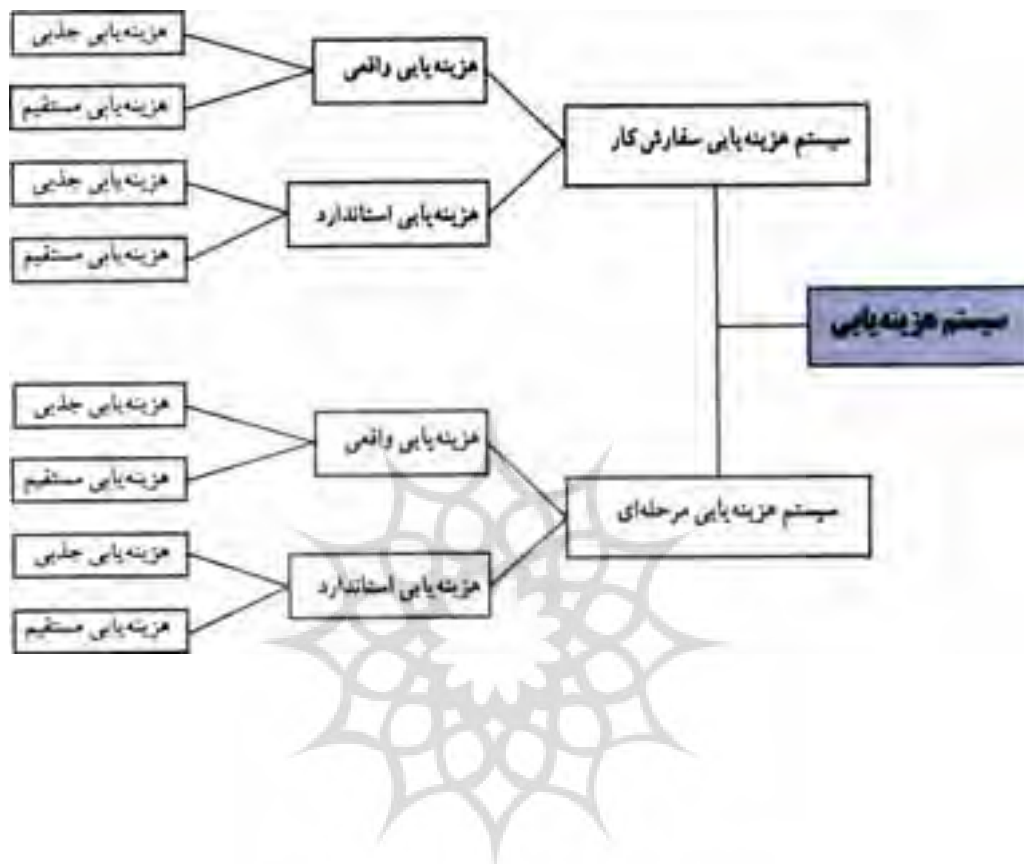 سیستم هزینه‌یابی
سیستم هزینه‌یابی سفارش کار
هزینه‌یابی واقعی
هزینه‌یابی جذبی
هزینه‌یابی مستقیم
هزینه‌یابی استاندارد
هزینه‌یابی جذبی
هزینه‌یابی مستقیم
سیستم هزینه‌یابی مرحله‌ای
هزینه‌یابی واقعی
هزینه‌یابی جذبی
هزینه‌یابی مستقیم
هزینه‌یابی استاندارد
هزینه‌یابی جذبی
هزینه‌یابی مستقیم